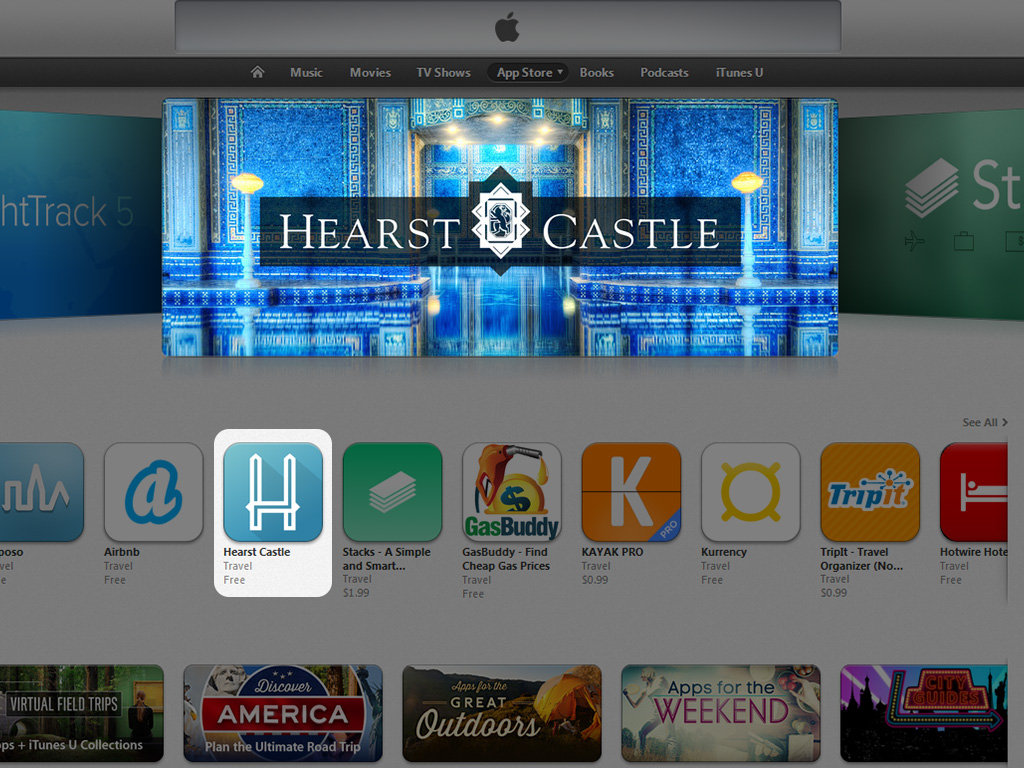 Music
Movies
TV Shows
App Store
Books
Podcasts
iTunes U
htTrack 5
St
HEARST CASTLE
See All
poso
vel
e
Airbnb
Travel
Free
Hearst Castle
Travel
Free
Stacks - A Simple
and Smart...
Travel
$1.99
GasBuddy
GasBuddy - Find
Cheap Gas Prices
Travel
Free
K
PRO
KAYAK PRO
Travel
$0.99
Kurrency
Travel
Free
TripIt
TripIt - Travel
Organizer (No...
Travel
$0.99
Hotwire Hote
Travel
Free
VIRTUAL FIELD TRIPS
ps + iTunes U Collections
Discover
AMERICA
Plan the Ultimate Road Trip
Apps for the
GREAT
Outdoors
Apps for the
WEEKEND
CITY
GUIDES